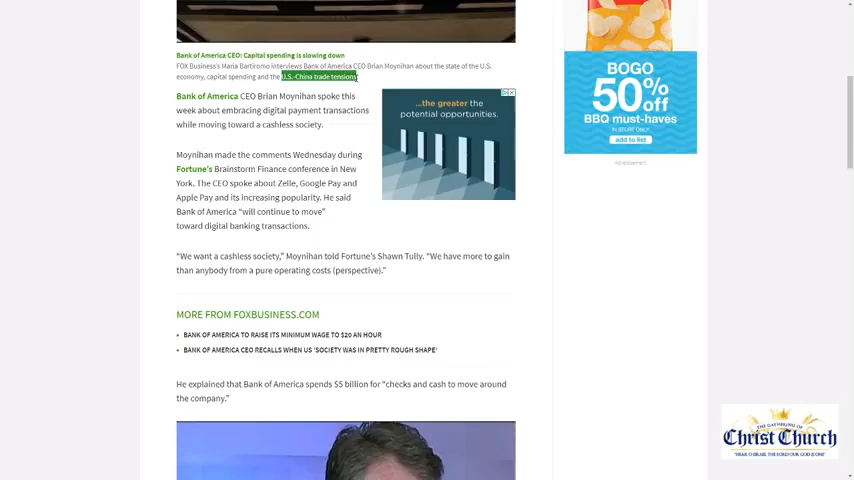 Bank of America CEO: Capital spending is slowing down
FOX Business's Maria Bartiromo interviews Bank of America CEO Brian Moynihan about the state of the U.S.
economy, capital spending and the U.S.-China trade tensions.
Bank of America CEO Brian Moynihan spoke this
week about embracing digital payment transactions
while moving toward a cashless society.
Moynihan made the comments Wednesday during
Fortune's Brainstorm Finance conference in New
York. The CEO spoke about Zelle, Google Pay and
Apple Pay and its increasing popularity. He said
Bank of America “will continue to move”
toward digital banking transactions.
“We want a cashless society,” Moynihan told Fortune's Shawn Tully. “We have more to gain
than anybody from a pure operating costs (perspective).”
MORE FROM FOXBUSINESS.COM
BANK OF AMERICA TO RAISE ITS MINIMUM WAGE TO $20 AN HOUR
BANK OF AMERICA CEO RECALLS WHEN US 'SOCIETY WAS IN PRETTY ROUGH SHAPE'
He explained that Bank of America spends $5 billion for “checks and cash to move around
the company.”
...the greater the
potential opportunities.
BOGO
50% off
BBQ must-haves
IN STORE ONLY
add to list
Advertisement
THE GATHERING OF
Christ Church
"HEAR, O ISRAEL, THE LORD OUR GOD IS ONE"